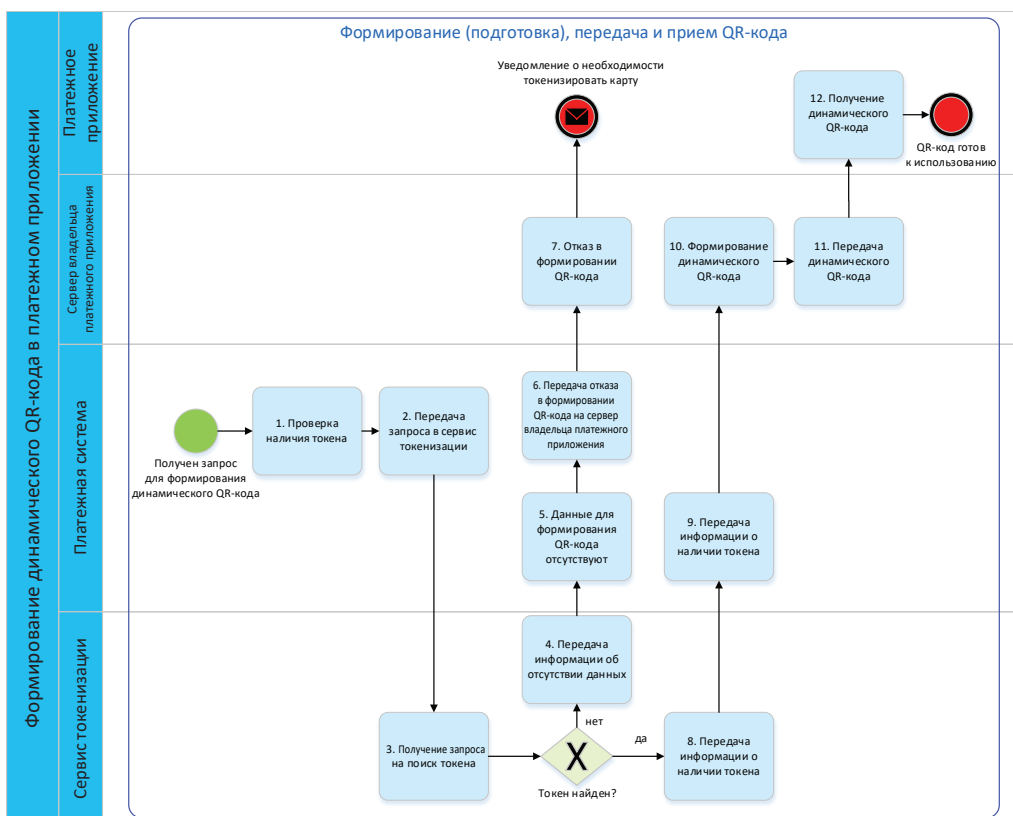 Формирование динамического QR-кода в платежном приложении
Платежное
приложение
Сервер владельца
платежного приложения
Платежная система
Сервис токенизации
Формирование (подготовка), передача и прием QR-кода
Уведомление о необходимости
токенизировать карту
12. Получение
динамического
QR-кода
QR-код готов
к использованию
7. Отказ в
формировании
QR-кода
10. Формирование
динамического
QR-кода
11. Передача
динамического
QR-кода
Получен запрос
для формирования
динамического QR-кода
1. Проверка
наличия токена
2. Передача
запроса в сервис
токенизации
6. Передача отказа
в формировании
QR-кода на сервер
владельца платежного
приложения
5. Данные для
формирования
QR-кода
отсутствуют
9. Передача
информации о
наличии токена
4. Передача
информации об
отсутствии данных
нет
да
3. Получение запроса
на поиск токена
X
Токен найден?
8. Передача
информации о
наличии токена